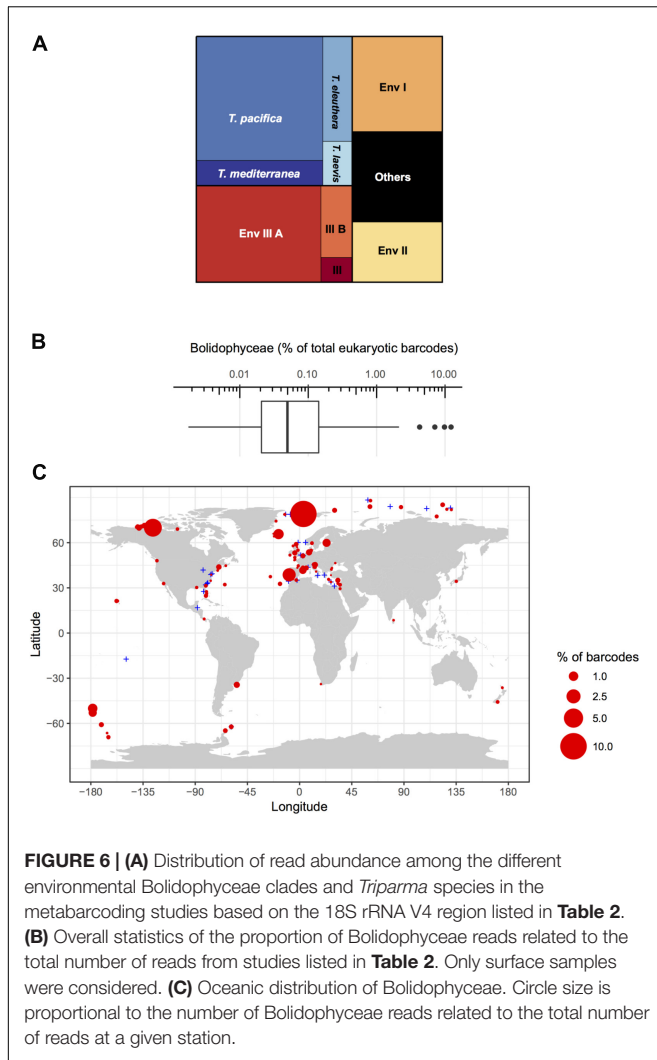 A
T. pacifica
T. eleuthera
Env I
T. laevis
T. mediterranea
Others
Env III A
III B
III
Env II
B
Bolidophyceae (% of total eukaryotic barcodes)
0.01 0.10 1.00 10.00
C
60
30
0
−30
−60
Latitude
−180 −135 −90 −45 0 45 90 135 180
Longitude
% of barcodes
1.0
2.5
5.0
10.0
FIGURE 6 | (A) Distribution of read abundance among the different
environmental Bolidophyceae clades and Triparma species in the
metabarcoding studies based on the 18S rRNA V4 region listed in Table 2.
(B) Overall statistics of the proportion of Bolidophyceae reads related to the
total number of reads from studies listed in Table 2. Only surface samples
were considered. (C) Oceanic distribution of Bolidophyceae. Circle size is
proportional to the number of Bolidophyceae reads related to the total number
of reads at a given station.